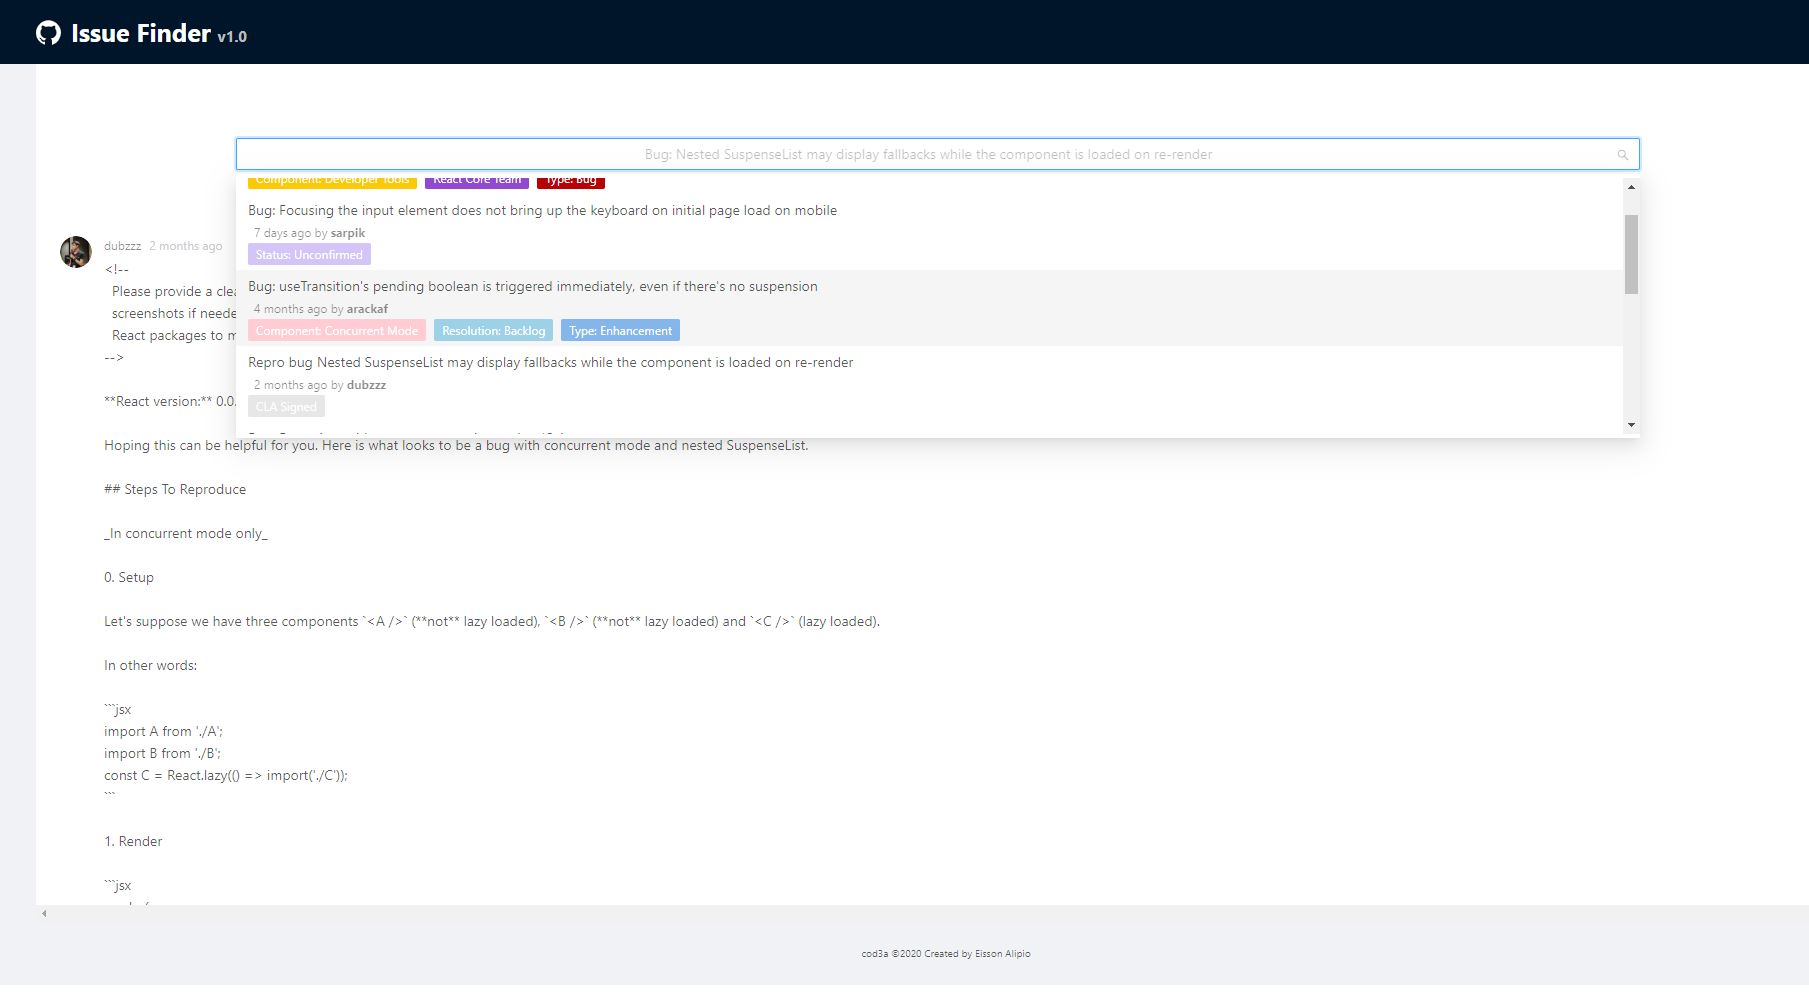 Issue Finder v1.0
Bug: Nested SuspenseList may display fallbacks while the component is loaded on re-render
Component: Developer Tools React Core Team Type: Bug
Bug: Focusing the input element does not bring up the keyboard on initial page load on mobile
7 days ago by sarpik
Status: Unconfirmed
Bug: useTransition's pending boolean is triggered immediately, even if there's no suspension
4 months ago by arackaf
Component: Concurrent Mode Resolution: Backlog Type: Enhancement
Repro bug Nested SuspenseList may display fallbacks while the component is loaded on re-render
2 months ago by dubzzz
CLA Signed
dubzzz 2 months ago
<!--
Please provide a clea
screenshots if neede
React packages to m
-->
**React version:** 0.0.
Hoping this can be helpful for you. Here is what looks to be a bug with concurrent mode and nested SuspenseList.
## Steps To Reproduce
_In concurrent mode only_
0. Setup
Let's suppose we have three components `<A />` (**not** lazy loaded), `<B />` (**not** lazy loaded) and `<C />` (lazy loaded).
In other words:
```jsx
import A from './A';
import B from './B';
const C = React.lazy(() => import('./C'));
```
1. Render
```jsx
cod3a ©2020 Created by Eisson Alipio